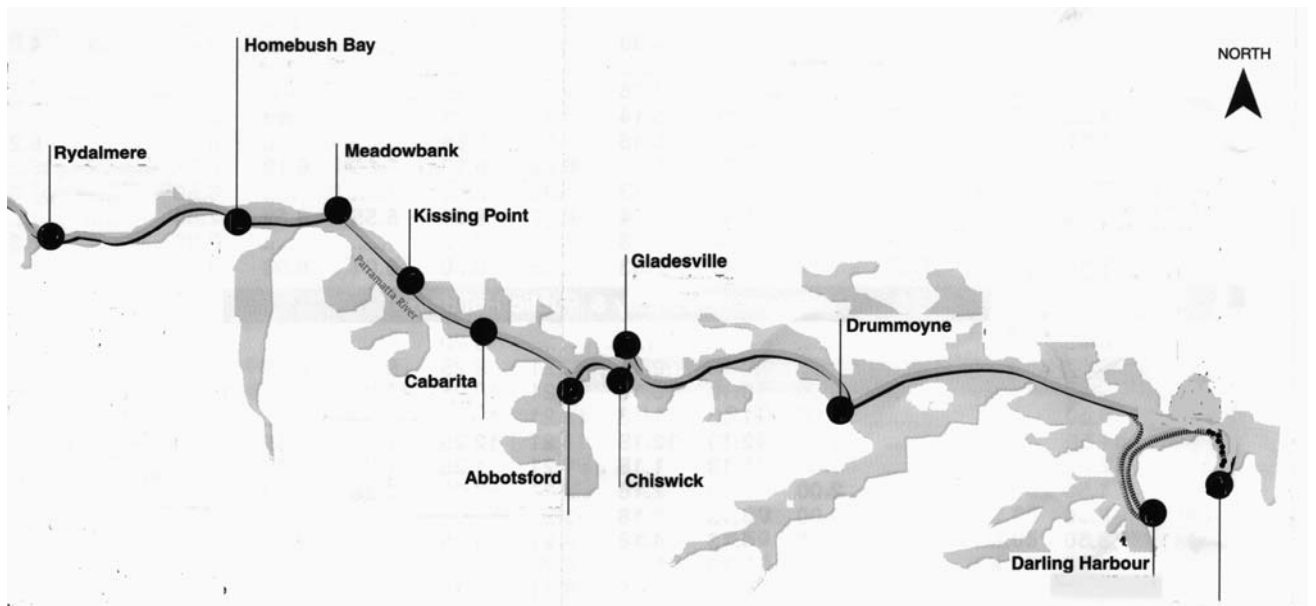 Homebush Bay
NORTH
Rydalmere
Meadowbank
Kissing Point
Parramatta River
Gladesville
Drummoyne
Cabarita
Abbotsford
Chiswick
Darling Harbour